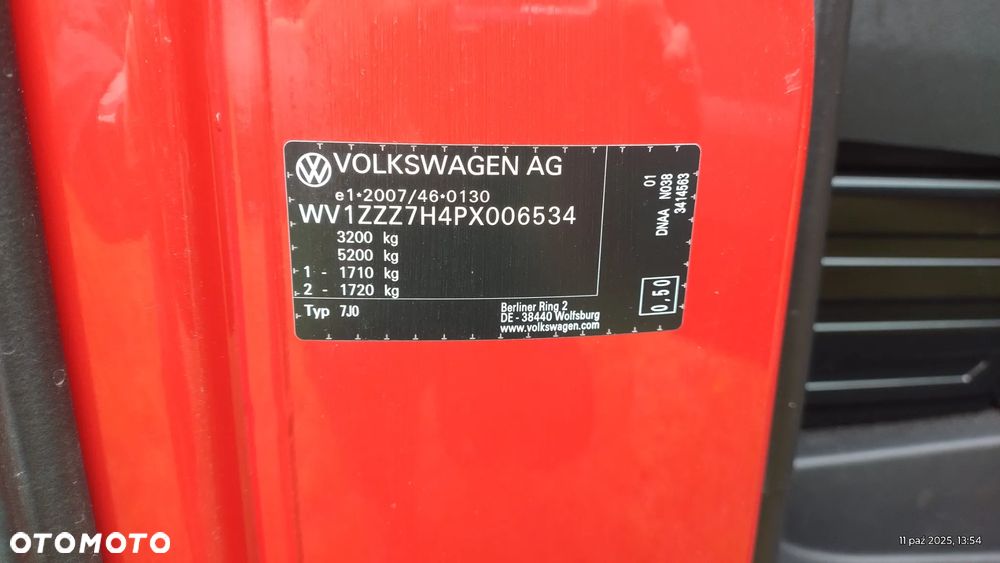 VOLKSWAGEN AG
e1*2007/46*0130
WV1ZZZ7H4PX006534
3200 kg
5200 kg
1 - 1710 kg
2 - 1720 kg
Typ 7J0
Berliner Ring 2
DE - 38440 Wolfsburg
www.volkswagen.com
01
DNAA N038
3414563
0,50
OTOMOTO
11 paź 2025, 13:54